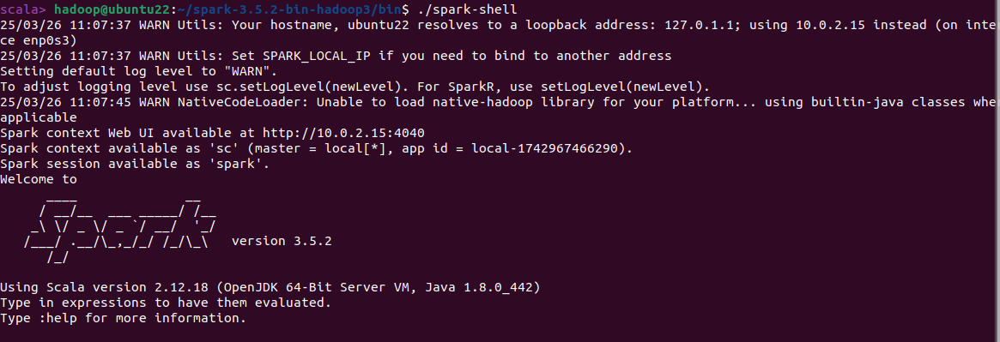 scala> hadoop@ubuntu22:~/spark-3.5.2-bin-hadoop3/bin$ ./spark-shell
25/03/26 11:07:37 WARN Utils: Your hostname, ubuntu22 resolves to a loopback address: 127.0.1.1; using 10.0.2.15 instead (on inte
ce enp0s3)
25/03/26 11:07:37 WARN Utils: Set SPARK_LOCAL_IP if you need to bind to another address
Setting default log level to "WARN".
To adjust logging level use sc.setLogLevel(newLevel). For SparkR, use setLogLevel(newLevel).
25/03/26 11:07:45 WARN NativeCodeLoader: Unable to load native-hadoop library for your platform... using builtin-java classes whe
applicable
Spark context Web UI available at http://10.0.2.15:4040
Spark context available as 'sc' (master = local[*], app id = local-1742967466290).
Spark session available as 'spark'.
Welcome to
      ____              __
     / __/__  ___ _____/ /__
    _\ \/ _ \/ _ `/ __/  '_/
   /___/ .__/\_,_/_/ /_/\_\   version 3.5.2
      /_/
Using Scala version 2.12.18 (OpenJDK 64-Bit Server VM, Java 1.8.0_442)
Type in expressions to have them evaluated.
Type :help for more information.